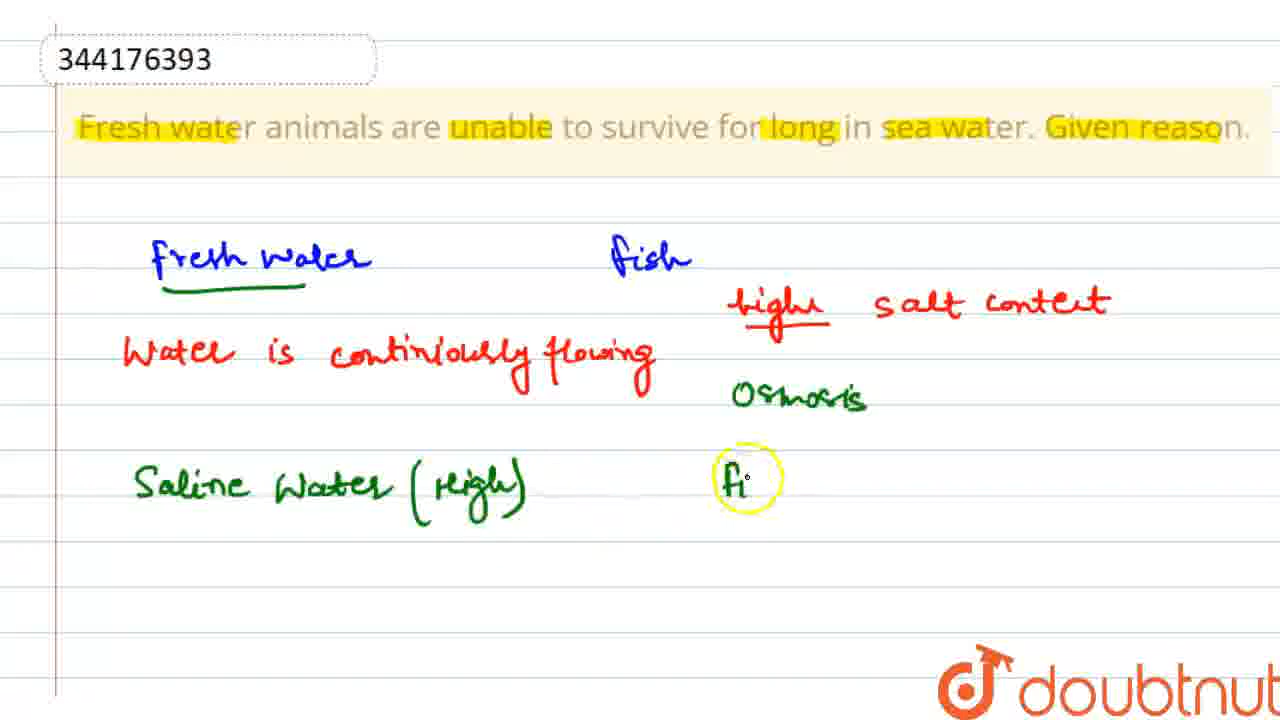 344176393
Fresh water animals are unable to survive for long in sea water. Given reason.
fresh water fish
high salt content
Water is continiously flowing
Osmosis
Saline Water (High) fi
doubtnut